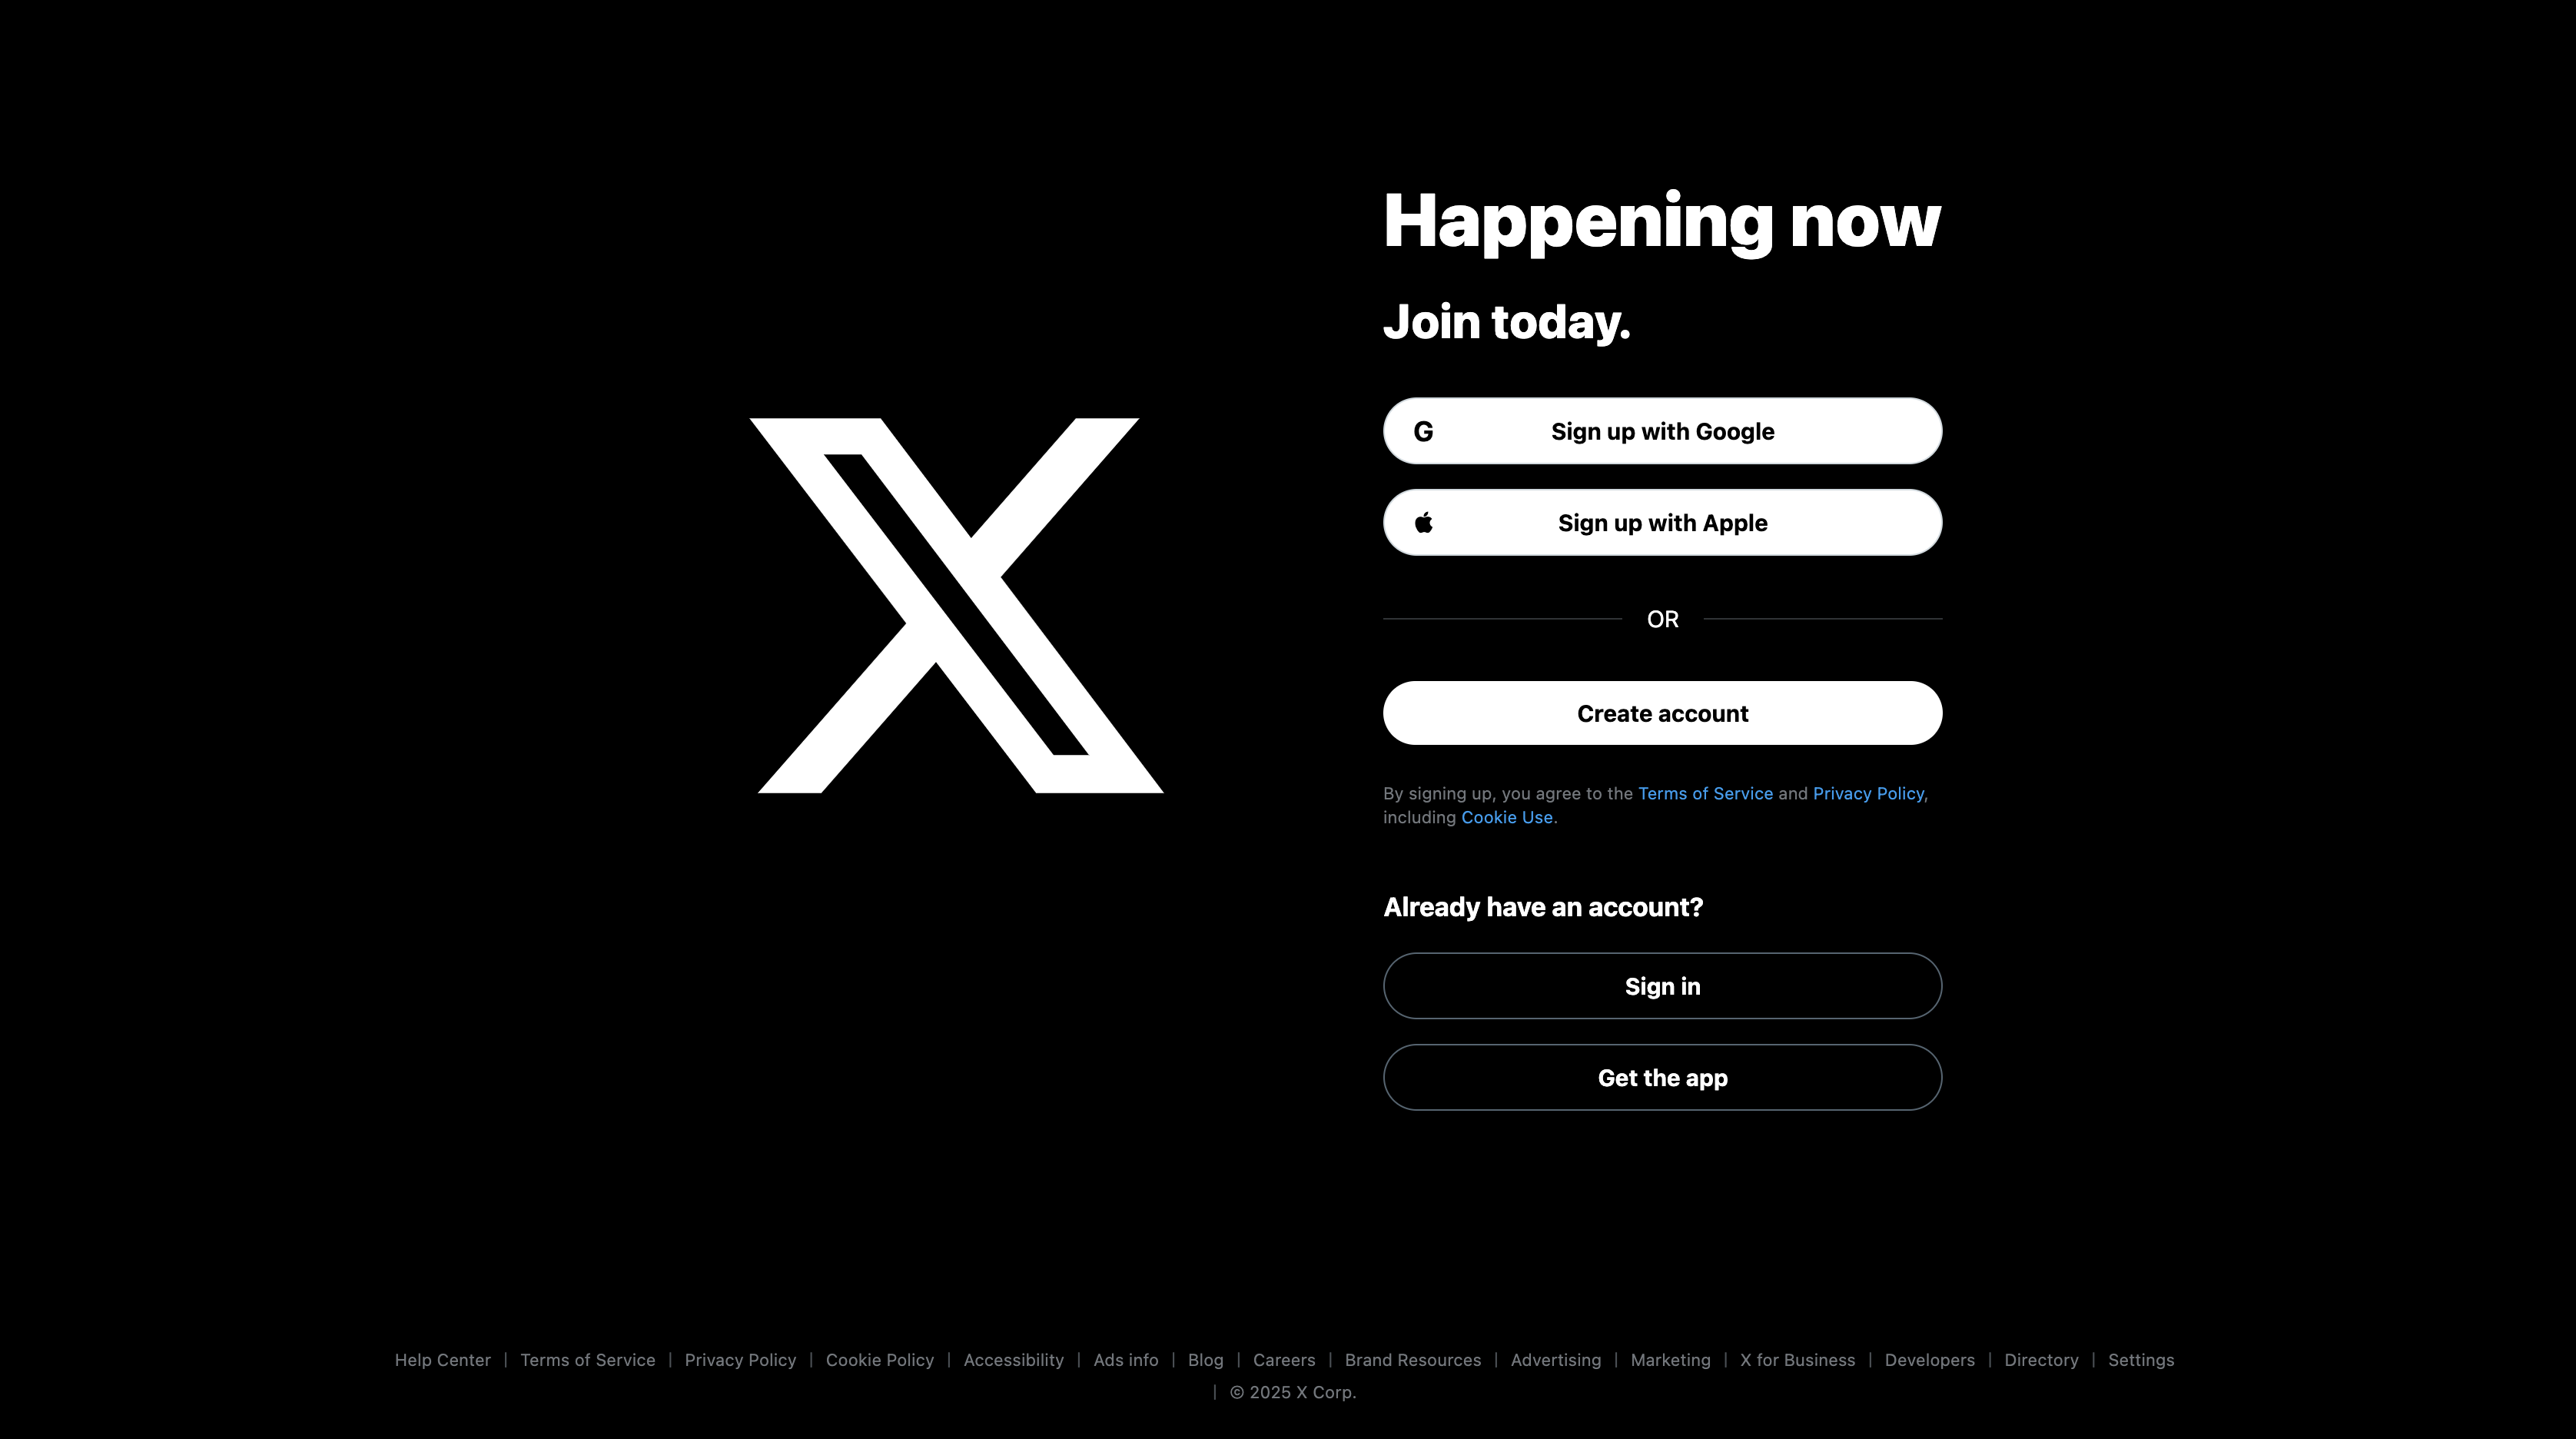 Happening now
Join today.
G Sign up with Google
Sign up with Apple
OR
Create account
By signing up, you agree to the Terms of Service and Privacy Policy,
including Cookie Use.
Already have an account?
Sign in
Get the app
Help Center | Terms of Service | Privacy Policy | Cookie Policy | Accessibility | Ads info | Blog | Careers | Brand Resources | Advertising | Marketing | X for Business | Developers | Directory | Settings
| © 2025 X Corp.